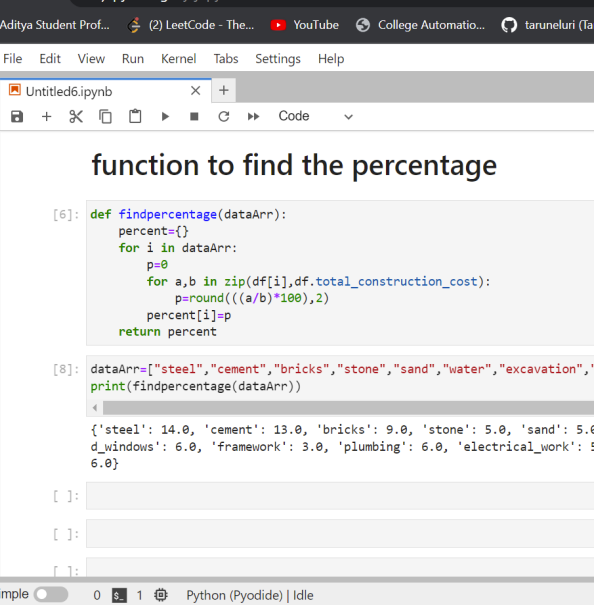 Aditya Student Prof... (2) LeetCode - The... YouTube College Automatio... taruneluri (Ta
File Edit View Run Kernel Tabs Settings Help
Untitled6.ipynb
Code
function to find the percentage
[6]: def findpercentage(dataArr):
percent={}
for i in dataArr:
p=0
for a,b in zip(df[i],df.total_construction_cost):
p=round(((a/b)*100),2)
percent[i]=p
return percent
[8]: dataArr=["steel","cement","bricks","stone","sand","water","excavation","
print(findpercentage(dataArr))
{'steel': 14.0, 'cement': 13.0, 'bricks': 9.0, 'stone': 5.0, 'sand': 5.0
d_windows': 6.0, 'framework': 3.0, 'plumbing': 6.0, 'electrical_work': 5
6.0}
[ ]:
[ ]:
[ ]:
imple 0 $_ 1 Python (Pyodide) | Idle